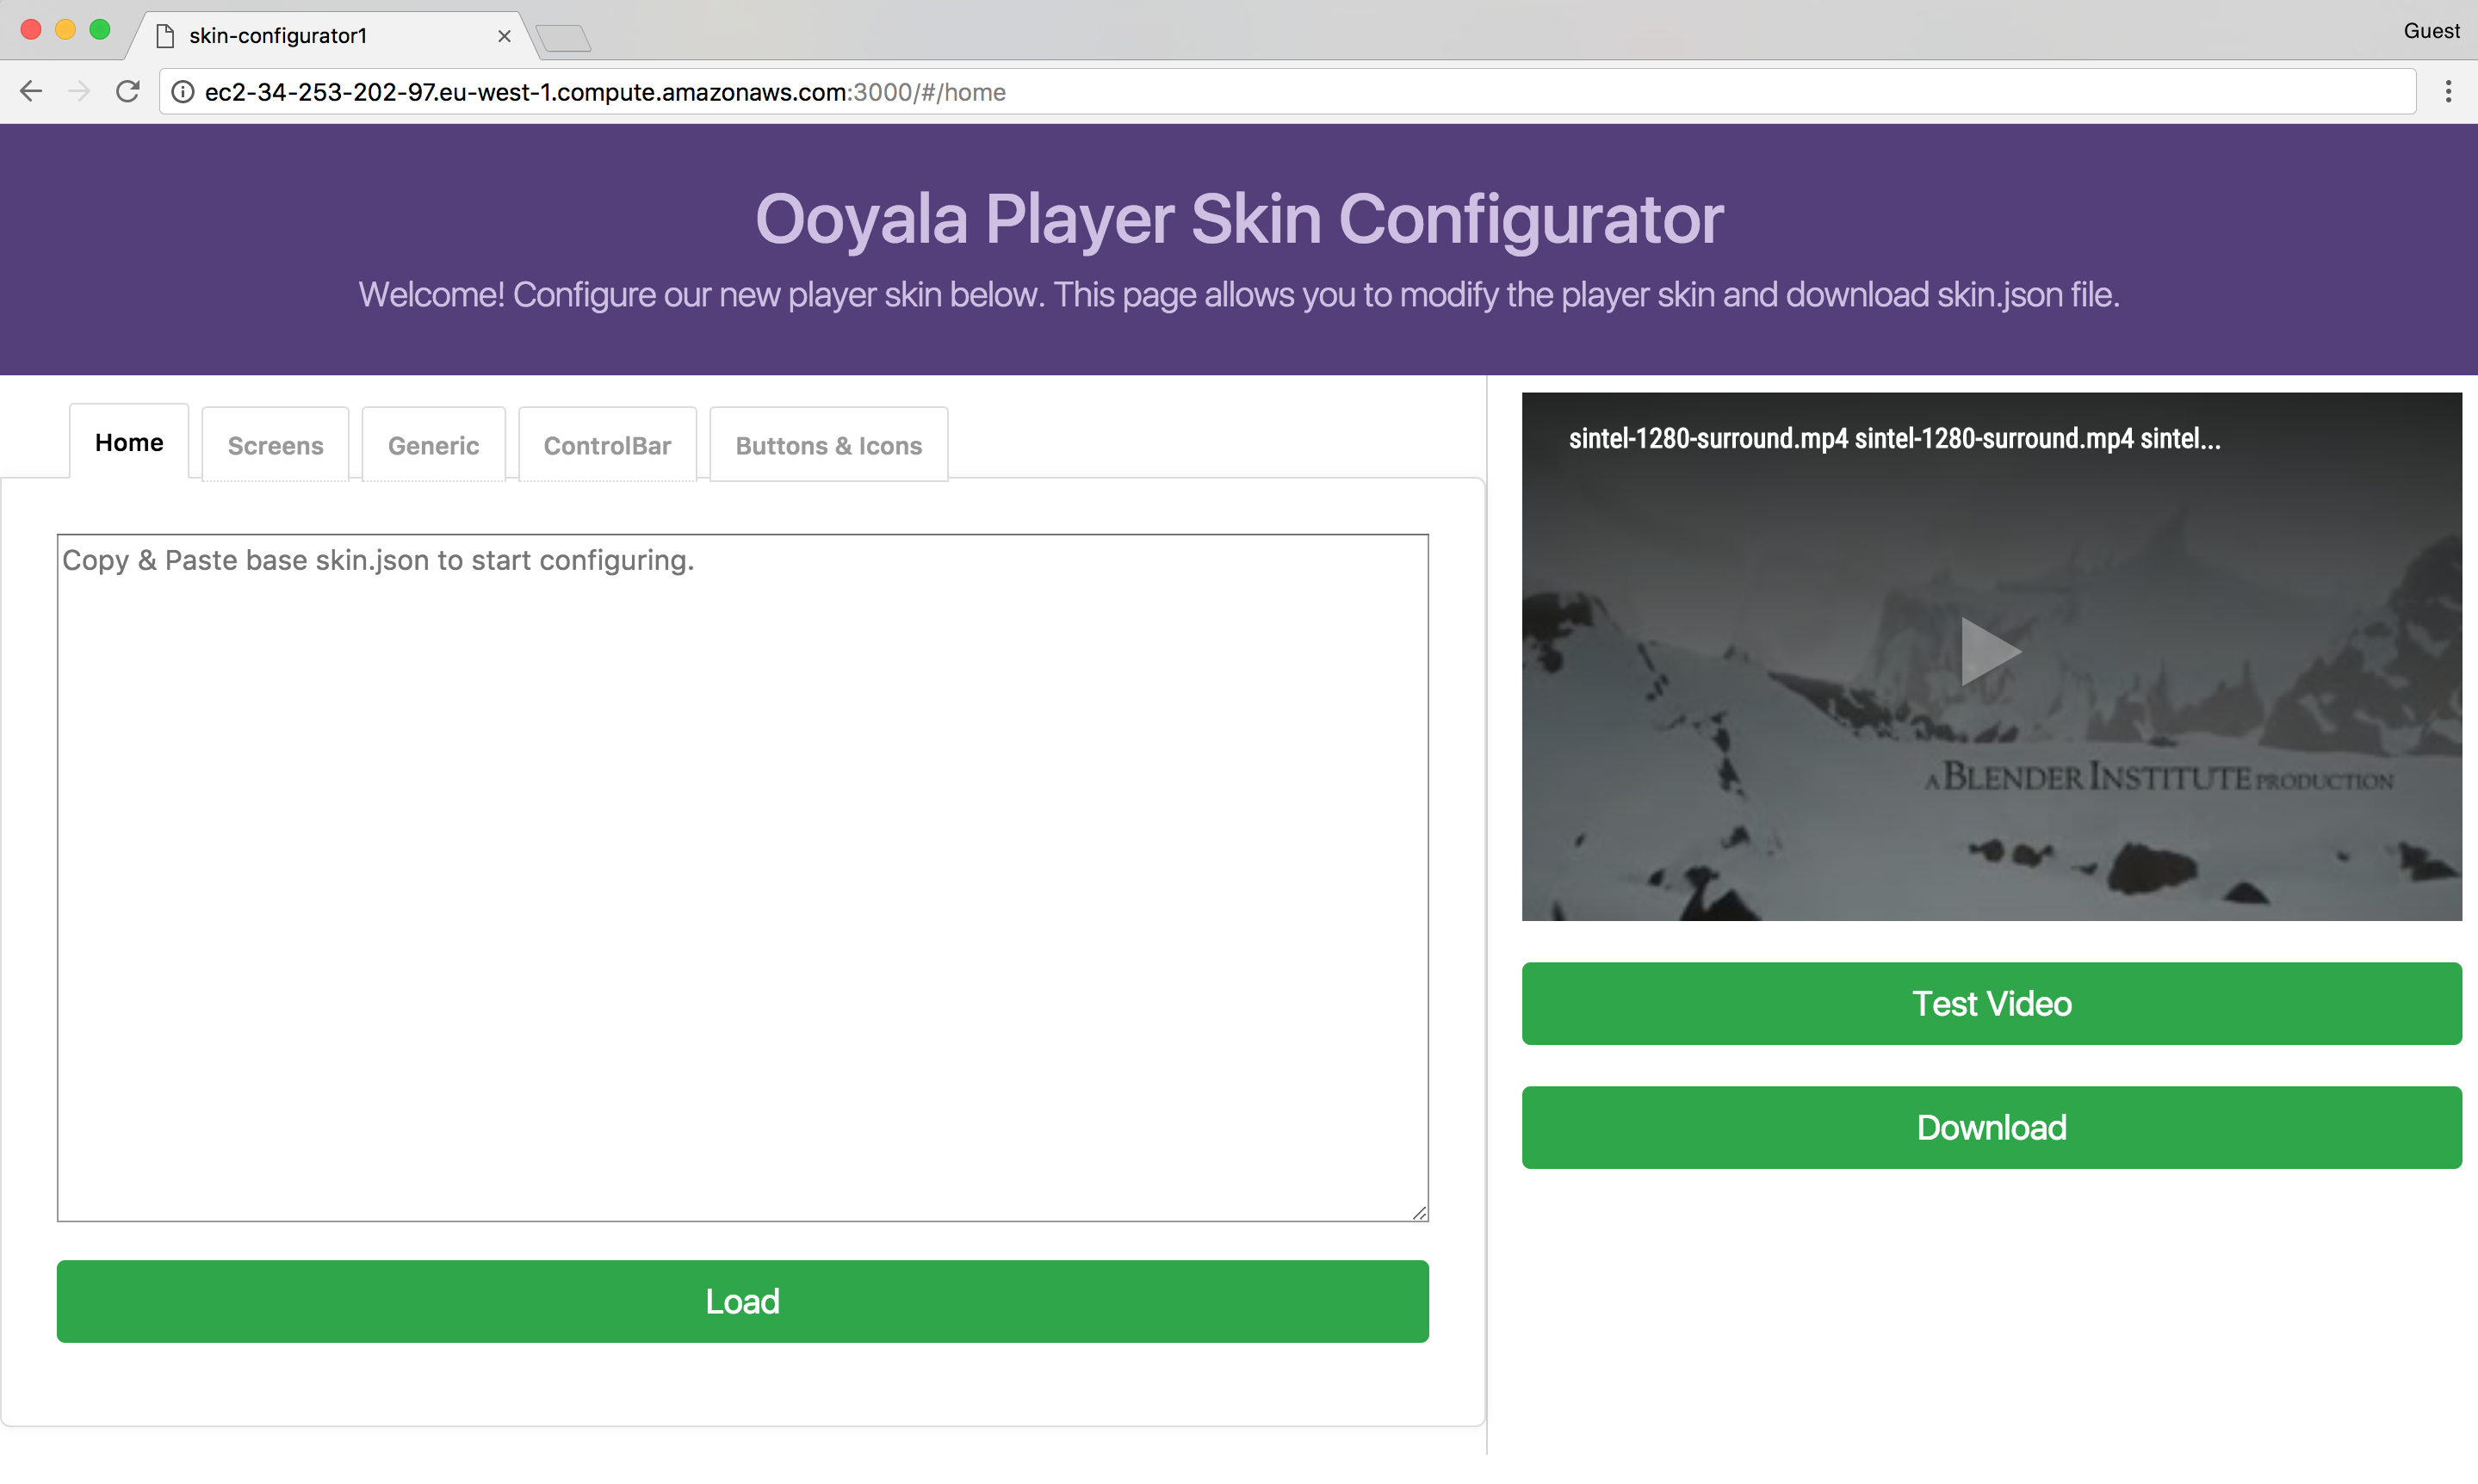 skin-configurator1
Guest
ec2-34-253-202-97.eu-west-1.compute.amazonaws.com:3000/#/home
Ooyala Player Skin Configurator
Welcome! Configure our new player skin below. This page allows you to modify the player skin and download skin.json file.
Home
Screens
Generic
ControlBar
Buttons & Icons
Copy & Paste base skin.json to start configuring.
Load
sintel-1280-surround.mp4 sintel-1280-surround.mp4 sintel...
A BLENDER INSTITUTE PRODUCTION
Test Video
Download